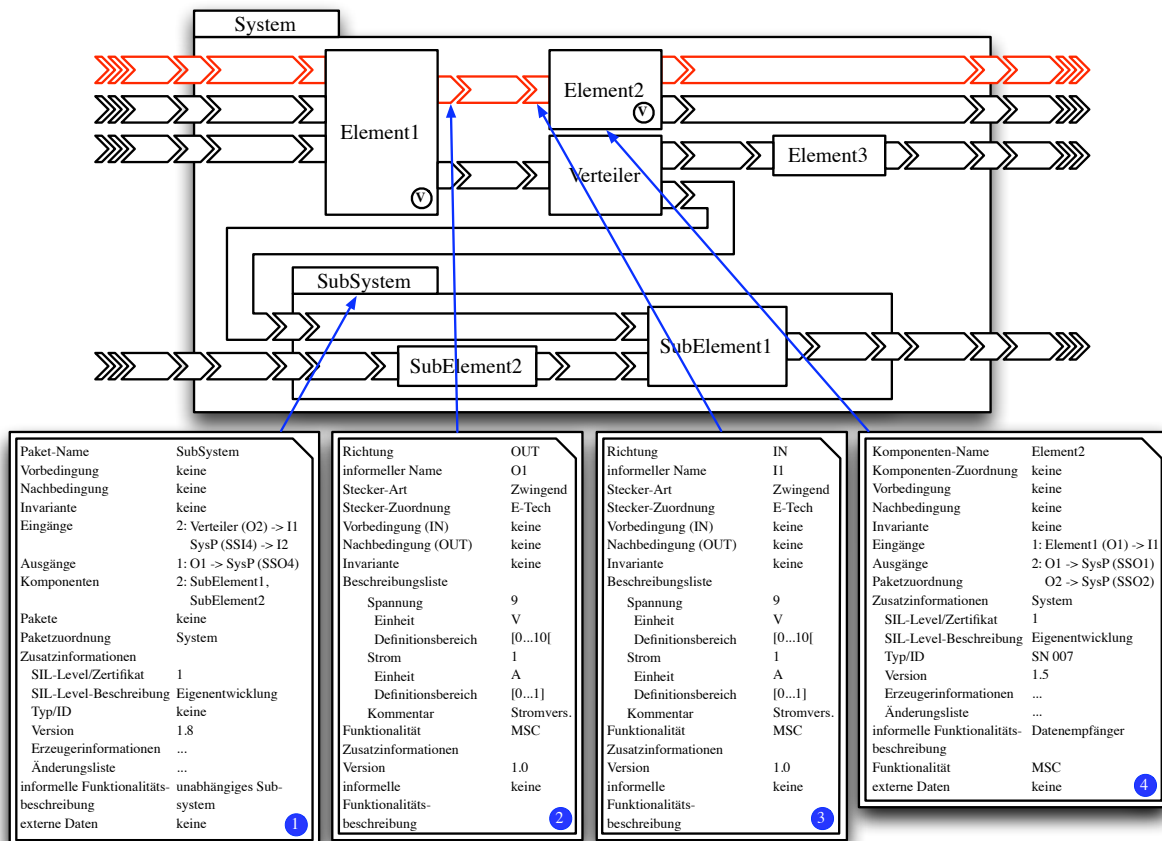 System
Element1
V
Element2
V
Verteiler
Element3
SubSystem
SubElement1
SubElement2
Paket-Name SubSystem
Vorbedingung keine
Nachbedingung keine
Invariante keine
Eingänge 2: Verteiler (O2) -> I1
SysP (SSI4) -> I2
Ausgänge 1: O1 -> SysP (SSO4)
Komponenten 2: SubElement1,
SubElement2
Pakete keine
Paketzuordnung System
Zusatzinformationen
SIL-Level/Zertifikat 1
SIL-Level-Beschreibung Eigenentwicklung
Typ/ID keine
Version 1.8
Erzeugerinformationen ...
Änderungsliste ...
informelle Funktionalitäts- unabhängiges Sub-
beschreibung system
externe Daten keine
1
Richtung OUT
informeller Name O1
Stecker-Art Zwingend
Stecker-Zuordnung E-Tech
Vorbedingung (IN) keine
Nachbedingung (OUT) keine
Invariante keine
Beschreibungsliste
Spannung 9
Einheit V
Definitionsbereich [0...10[
Strom 1
Einheit A
Definitionsbereich [0...1]
Kommentar Stromvers.
Funktionalität MSC
Zusatzinformationen
Version 1.0
informelle keine
Funktionalitäts-
beschreibung
2
Richtung IN
informeller Name I1
Stecker-Art Zwingend
Stecker-Zuordnung E-Tech
Vorbedingung (IN) keine
Nachbedingung (OUT) keine
Invariante keine
Beschreibungsliste
Spannung 9
Einheit V
Definitionsbereich [0...10[
Strom 1
Einheit A
Definitionsbereich [0...1]
Kommentar Stromvers.
Funktionalität MSC
Zusatzinformationen
Version 1.0
informelle keine
Funktionalitäts-
beschreibung
3
Komponenten-Name Element2
Komponenten-Zuordnung keine
Vorbedingung keine
Nachbedingung keine
Invariante keine
Eingänge 1: Element1 (O1) -> I1
Ausgänge 2: O1 -> SysP (SSO1)
Paketzuordnung O2 -> SysP (SSO2)
Zusatzinformationen System
SIL-Level/Zertifikat 1
SIL-Level-Beschreibung Eigenentwicklung
Typ/ID SN 007
Version 1.5
Erzeugerinformationen ...
Änderungsliste ...
informelle Funktionalitäts- Datenempfänger
beschreibung
Funktionalität MSC
externe Daten keine
4